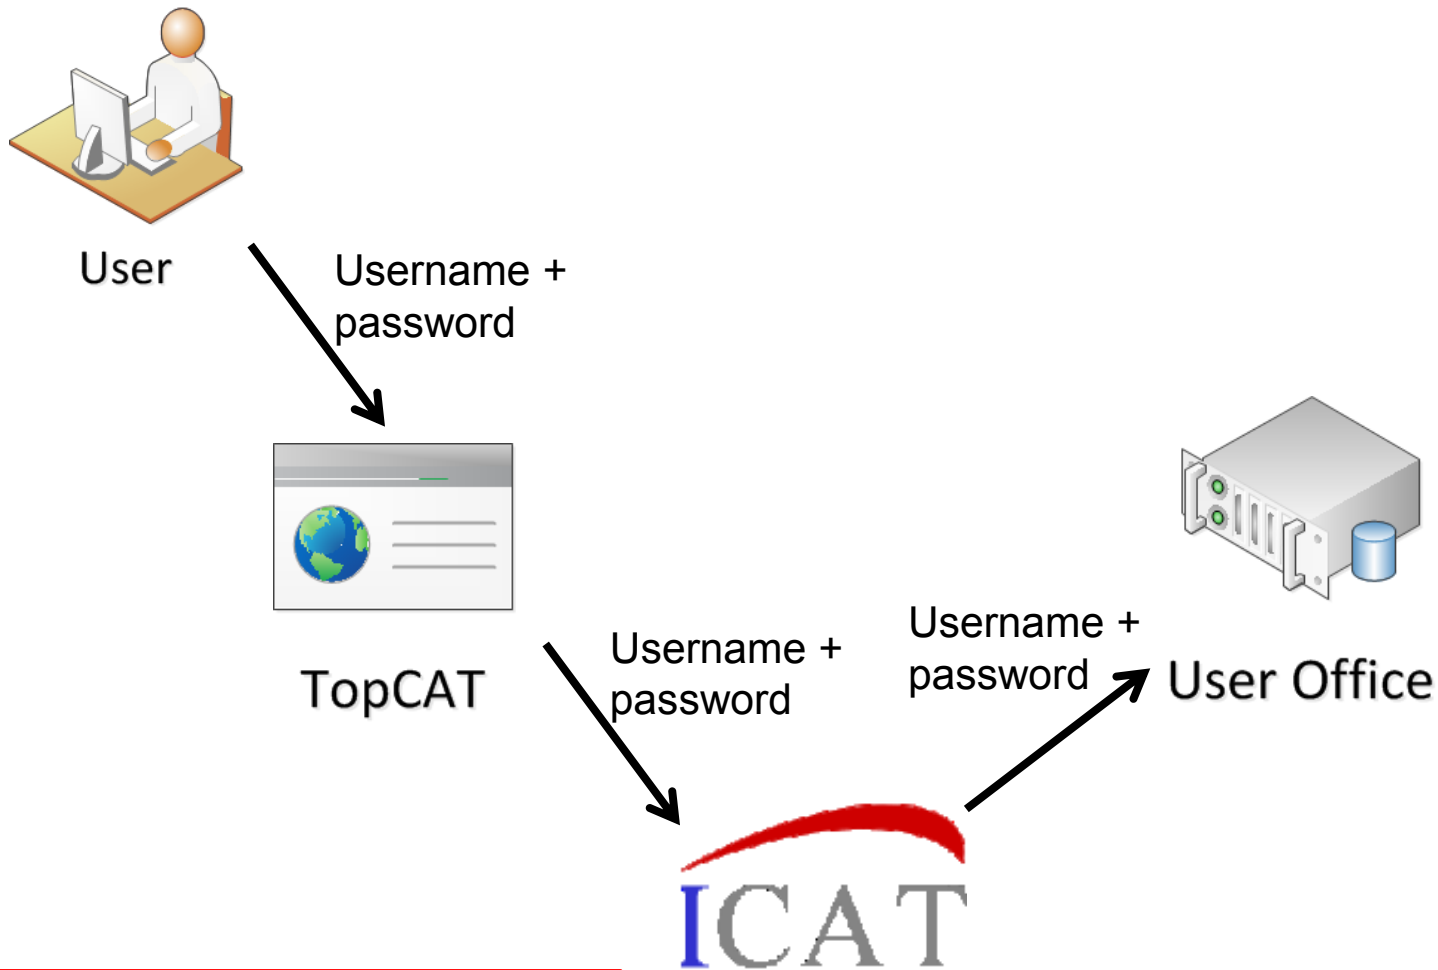 User
Username +
password
TopCAT
Username +
password
Username +
password
User Office
ICAT